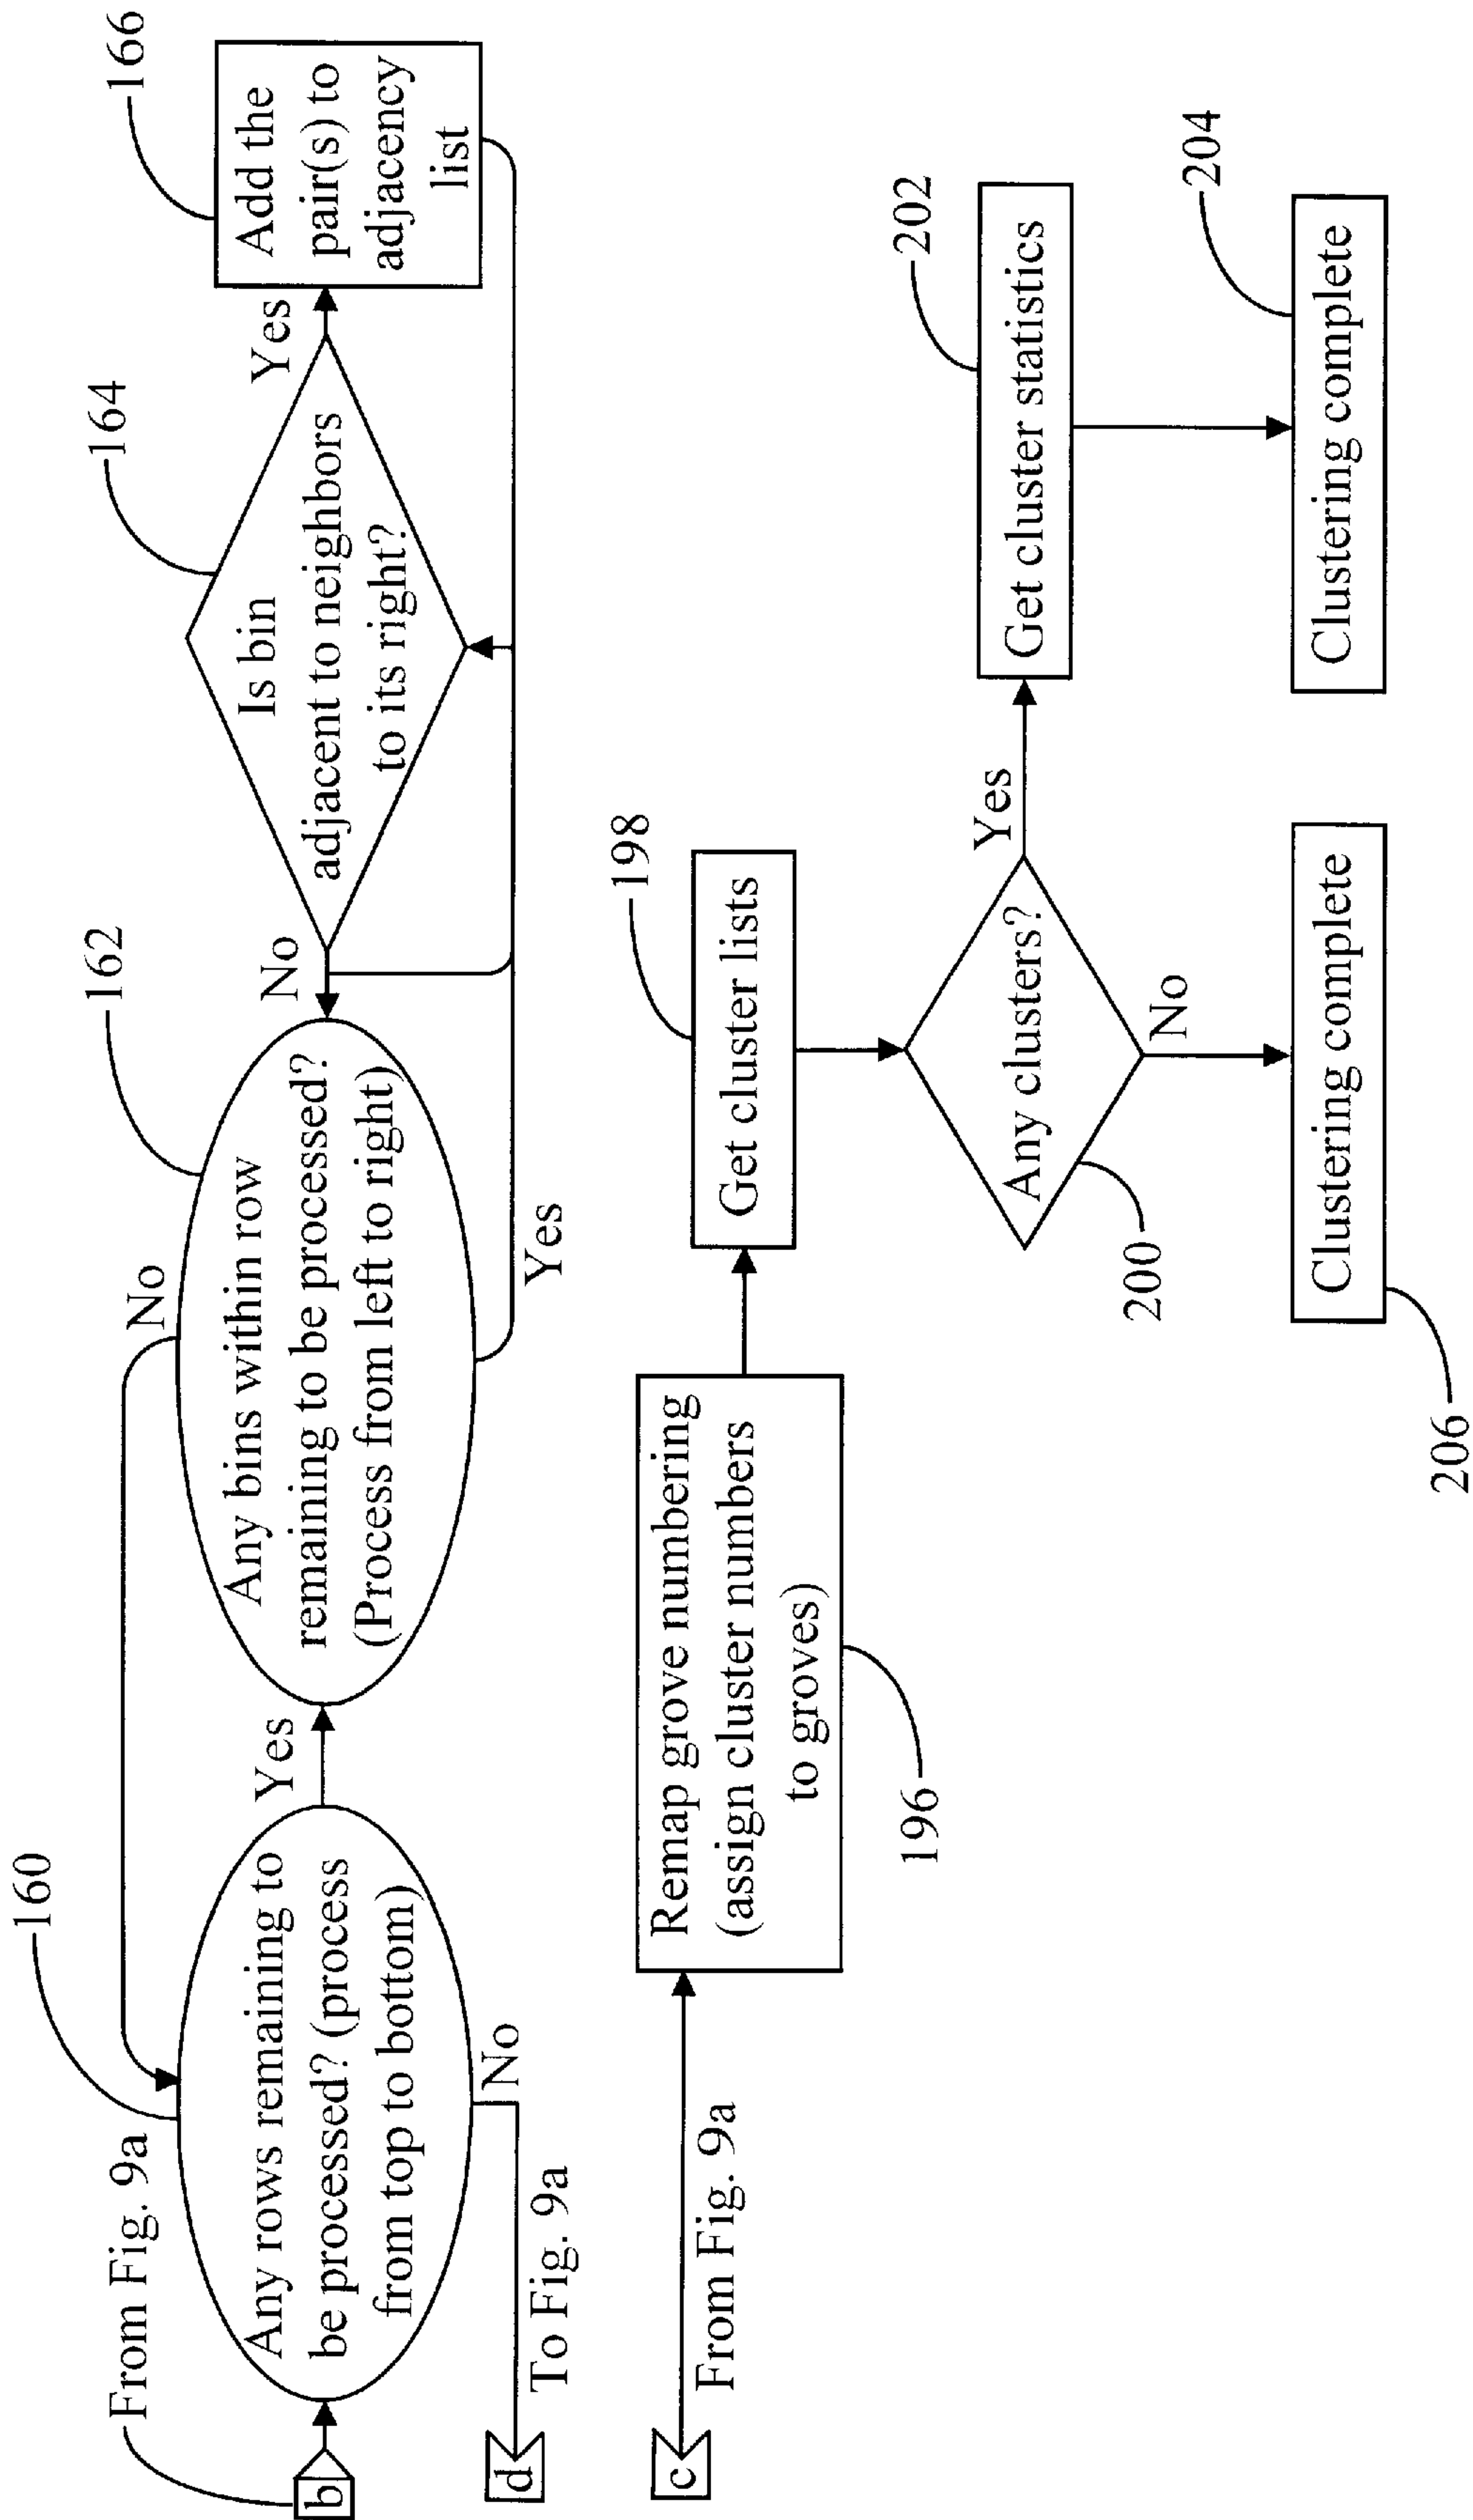 From Fig. 9a
b
160
Any rows remaining to
be processed? (process
from top to bottom)
Yes
No
d
To Fig. 9a
162
No
Any bins within row
remaining to be processed?
(Process from left to right)
Yes
No
164
Is bin
adjacent to neighbors
to its right?
Yes
166
Add the
pair(s) to
adjacency
list
c
From Fig. 9a
Remap grove numbering
(assign cluster numbers
to groves)
196
198
Get cluster lists
Any clusters?
200
Yes
No
202
Get cluster statistics
204
Clustering complete
Clustering complete
206